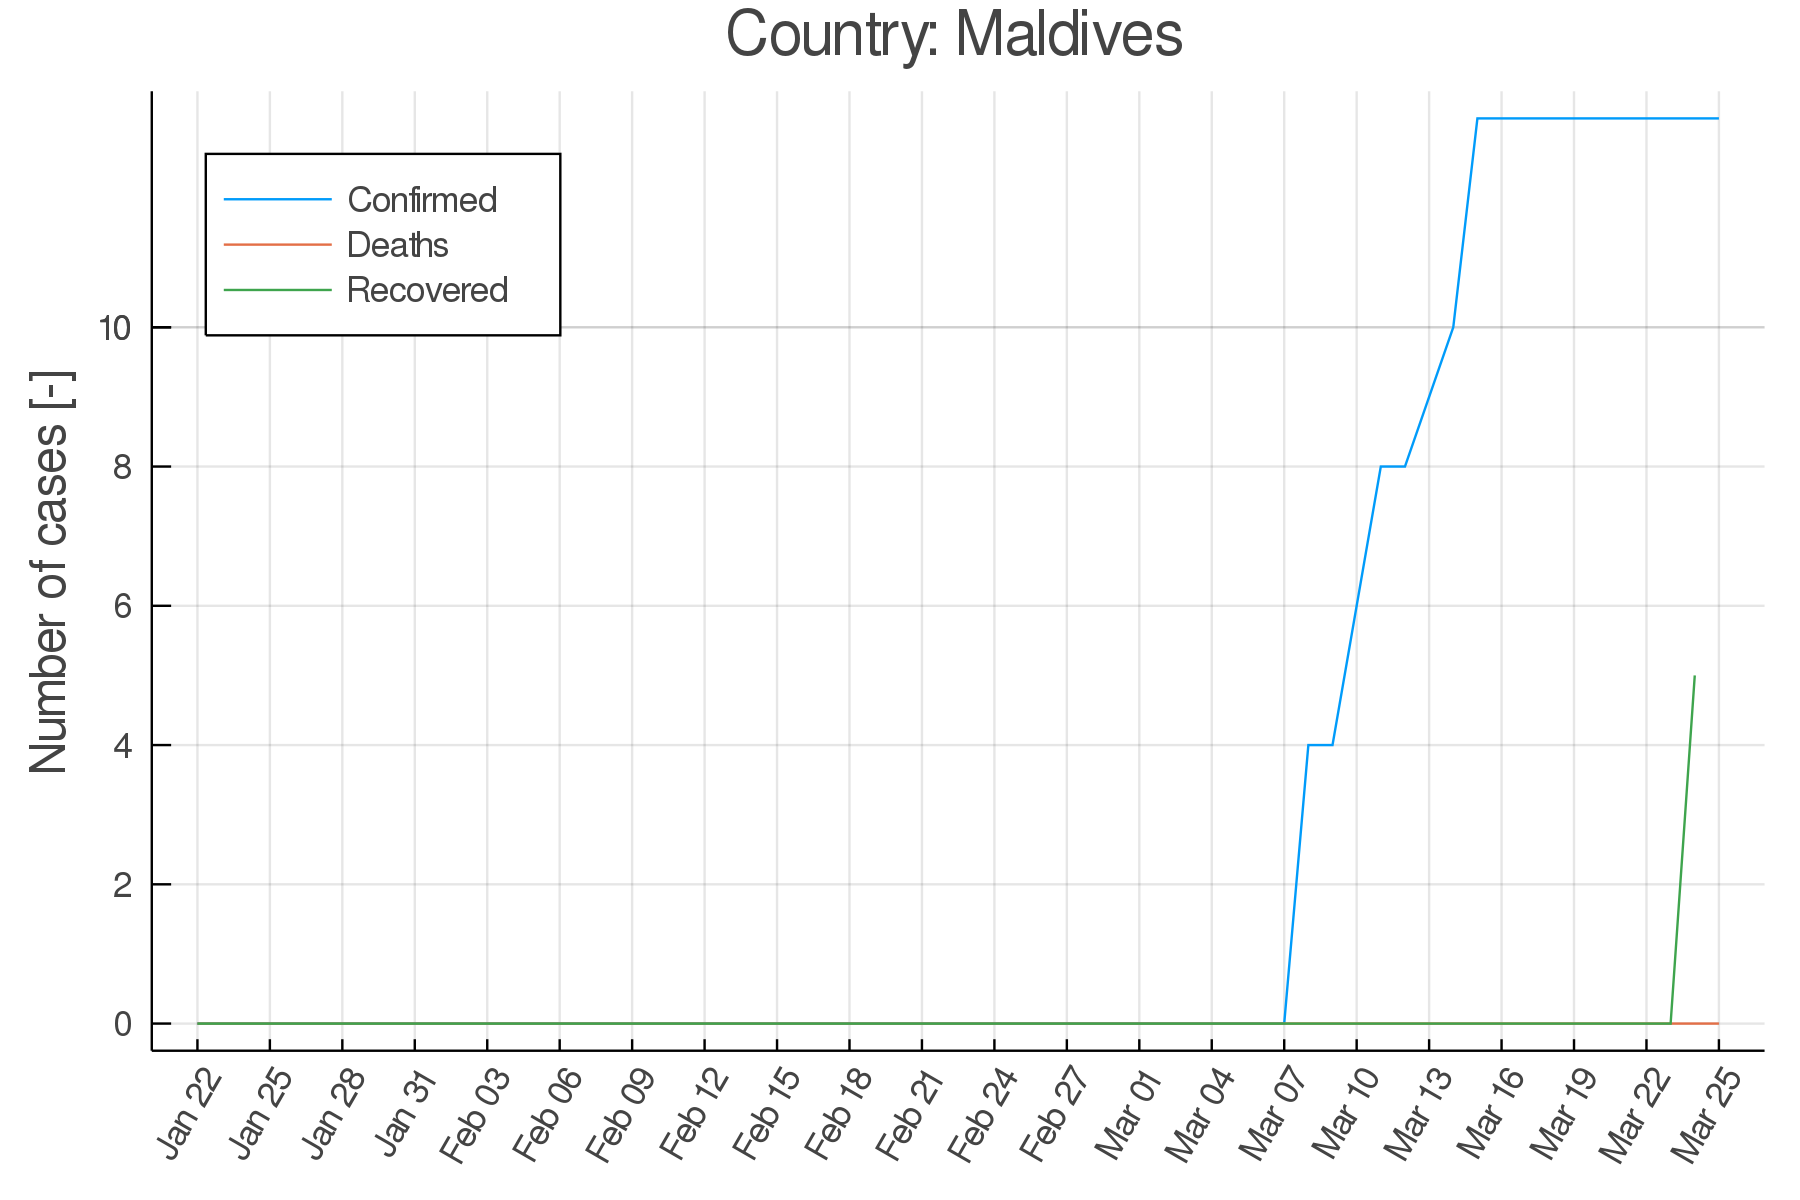 Country: Maldives
Confirmed
Deaths
Recovered
Number of cases [-]
10
8
6
4
2
0
Jan 22
Jan 25
Jan 28
Jan 31
Feb 03
Feb 06
Feb 09
Feb 12
Feb 15
Feb 18
Feb 21
Feb 24
Feb 27
Mar 01
Mar 04
Mar 07
Mar 10
Mar 13
Mar 16
Mar 19
Mar 22
Mar 25